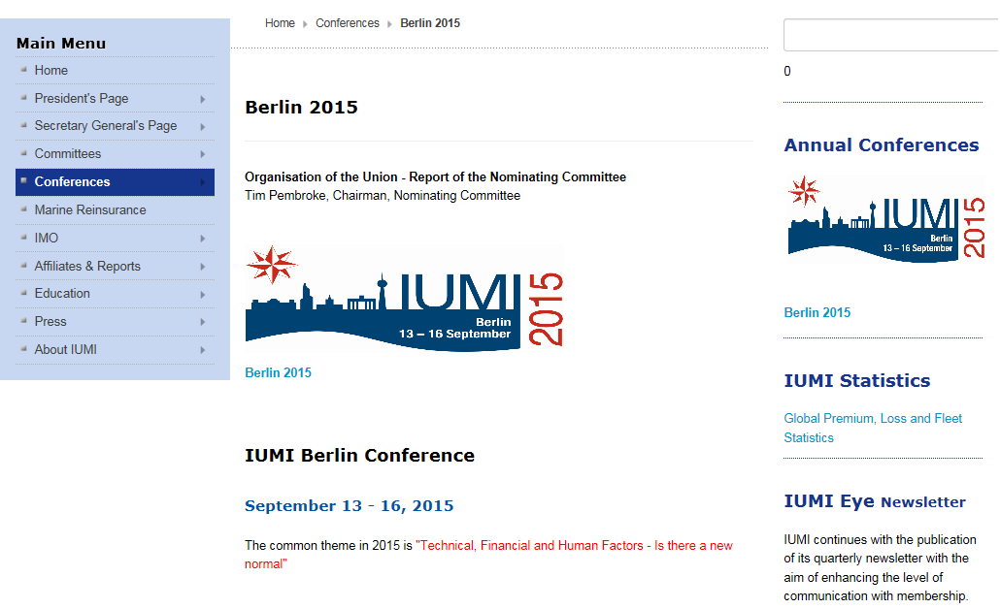 Home Conferences Berlin 2015
Main Menu
Home
President's Page
Secretary General's Page
Committees
Conferences
Marine Reinsurance
IMO
Affiliates & Reports
Education
Press
About IUMI
Berlin 2015
Organisation of the Union - Report of the Nominating Committee
Tim Pembroke, Chairman, Nominating Committee
IUMI 2015
Berlin
13 – 16 September
Berlin 2015
IUMI Berlin Conference
September 13 - 16, 2015
The common theme in 2015 is "Technical, Financial and Human Factors - Is there a new
normal"
0
Annual Conferences
IUMI 2015
Berlin
13 – 16 September
Berlin 2015
IUMI Statistics
Global Premium, Loss and Fleet
Statistics
IUMI Eye Newsletter
IUMI continues with the publication
of its quarterly newsletter with the
aim of enhancing the level of
communication with membership.